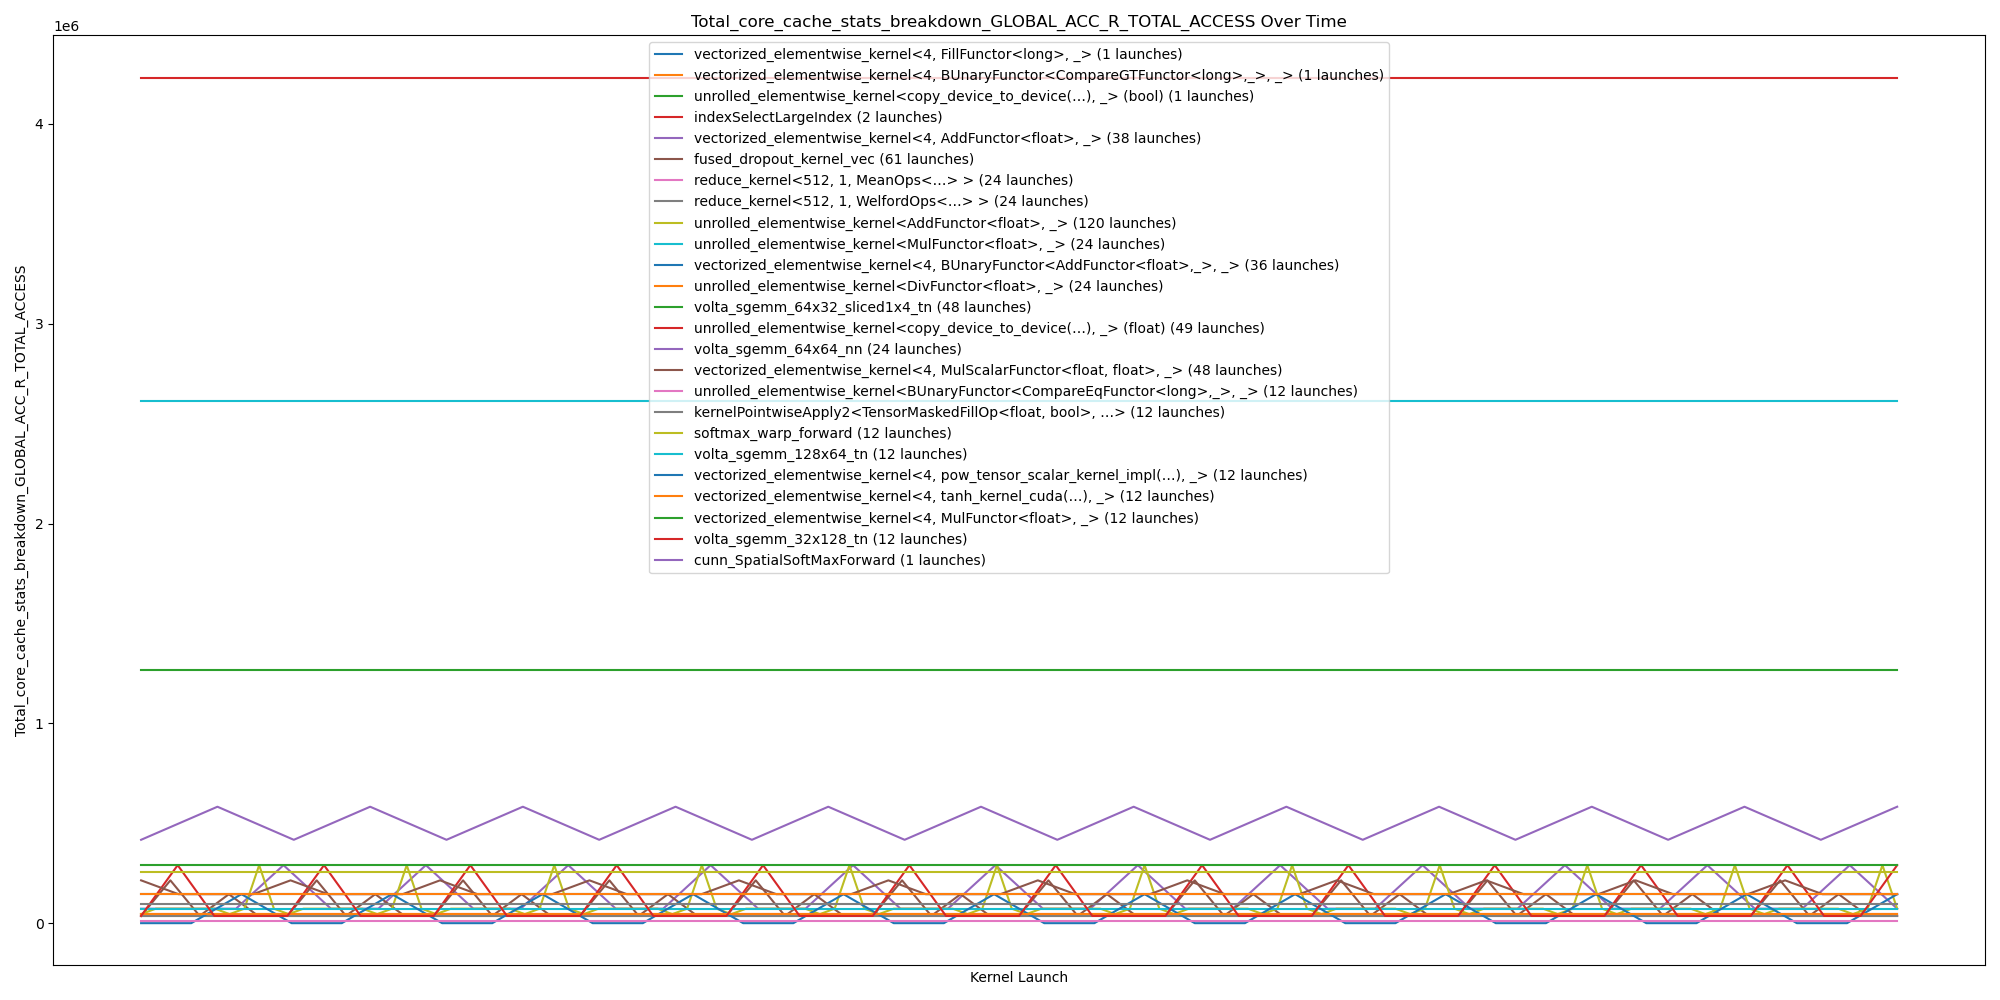 Total_core_cache_stats_breakdown_GLOBAL_ACC_R_TOTAL_ACCESS Over Time
1e6
vectorized_elementwise_kernel<4, FillFunctor<long>, _> (1 launches)
vectorized_elementwise_kernel<4, BUnaryFunctor<CompareGTFunctor<long>,_>, _> (1 launches)
unrolled_elementwise_kernel<copy_device_to_device(...), _> (bool) (1 launches)
indexSelectLargeIndex (2 launches)
vectorized_elementwise_kernel<4, AddFunctor<float>, _> (38 launches)
fused_dropout_kernel_vec (61 launches)
reduce_kernel<512, 1, MeanOps<...> > (24 launches)
reduce_kernel<512, 1, WelfordOps<...> > (24 launches)
unrolled_elementwise_kernel<AddFunctor<float>, _> (120 launches)
unrolled_elementwise_kernel<MulFunctor<float>, _> (24 launches)
vectorized_elementwise_kernel<4, BUnaryFunctor<AddFunctor<float>,_>, _> (36 launches)
unrolled_elementwise_kernel<DivFunctor<float>, _> (24 launches)
volta_sgemm_64x32_sliced1x4_tn (48 launches)
unrolled_elementwise_kernel<copy_device_to_device(...), _> (float) (49 launches)
volta_sgemm_64x64_nn (24 launches)
vectorized_elementwise_kernel<4, MulScalarFunctor<float, float>, _> (48 launches)
unrolled_elementwise_kernel<BUnaryFunctor<CompareEqFunctor<long>,_>, _> (12 launches)
kernelPointwiseApply2<TensorMaskedFillOp<float, bool>, ...> (12 launches)
softmax_warp_forward (12 launches)
volta_sgemm_128x64_tn (12 launches)
vectorized_elementwise_kernel<4, pow_tensor_scalar_kernel_impl(...), _> (12 launches)
vectorized_elementwise_kernel<4, tanh_kernel_cuda(...), _> (12 launches)
vectorized_elementwise_kernel<4, MulFunctor<float>, _> (12 launches)
volta_sgemm_32x128_tn (12 launches)
cunn_SpatialSoftMaxForward (1 launches)
4
3
2
1
0
Total_core_cache_stats_breakdown_GLOBAL_ACC_R_TOTAL_ACCESS
Kernel Launch